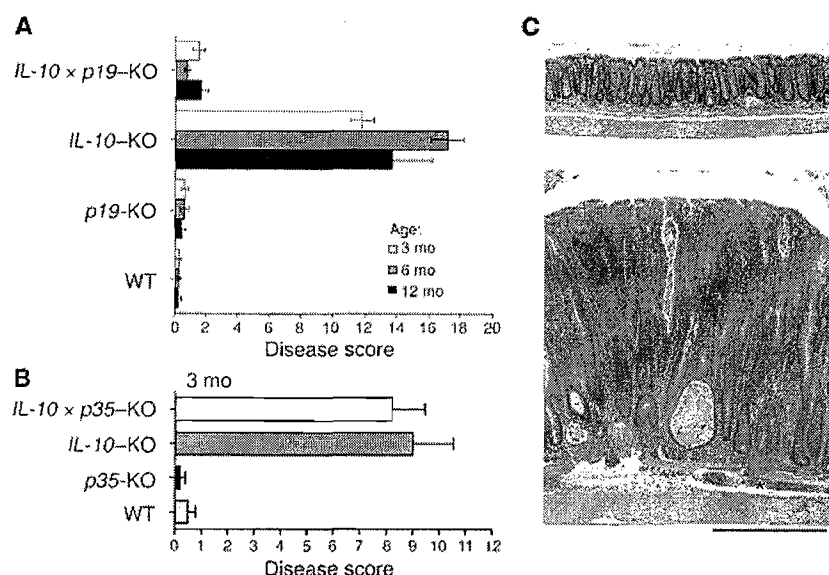 A
IL-10 × p19–KO
IL-10–KO
p19-KO
WT
Age:
3 mo
6 mo
12 mo
0 2 4 6 8 10 12 14 16 18 20
Disease score
B
3 mo
IL-10 × p35–KO
IL-10–KO
p35-KO
WT
0 1 2 3 4 5 6 7 8 9 10 11 12
Disease score
C
*